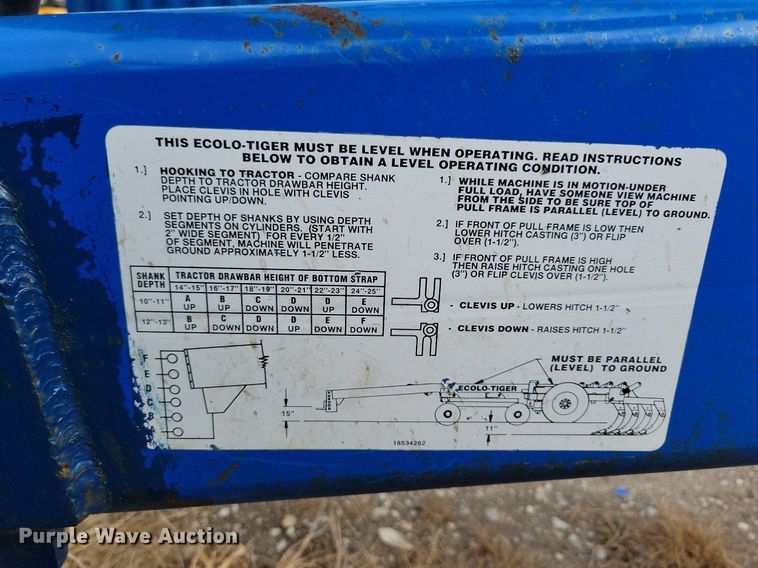 THIS ECOLO-TIGER MUST BE LEVEL WHEN OPERATING. READ INSTRUCTIONS
BELOW TO OBTAIN A LEVEL OPERATING CONDITION.
1.] HOOKING TO TRACTOR - COMPARE SHANK
DEPTH TO TRACTOR DRAWBAR HEIGHT.
PLACE CLEVIS IN HOLE WITH CLEVIS
POINTING UP/DOWN.
2.] SET DEPTH OF SHANKS BY USING DEPTH
SEGMENTS ON CYLINDERS. (START WITH
2" WIDE SEGMENT) FOR EVERY 1/2"
OF SEGMENT, MACHINE WILL PENETRATE
GROUND APPROXIMATELY 1-1/2" LESS.
1.] WHILE MACHINE IS IN MOTION-UNDER
FULL LOAD, HAVE SOMEONE VIEW MACHINE
FROM THE SIDE TO BE SURE TOP OF
PULL FRAME IS PARALLEL (LEVEL) TO GROUND.
2.] IF FRONT OF PULL FRAME IS LOW THEN
LOWER HITCH CASTING (3") OR FLIP
OVER (1-1/2").
3.] IF FRONT OF PULL FRAME IS HIGH
THEN RAISE HITCH CASTING ONE HOLE
(3") OR FLIP CLEVIS OVER (1-1/2").
SHANK DEPTH TRACTOR DRAWBAR HEIGHT OF BOTTOM STRAP
14"-15" 16"-17" 18"-19" 20"-21" 22"-23" 24"-25"
10"-11" A UP B UP C DOWN D DOWN D UP E DOWN
12"-13" B UP C DOWN D DOWN D UP E DOWN F DOWN
- CLEVIS UP - LOWERS HITCH 1-1/2"
- CLEVIS DOWN - RAISES HITCH 1-1/2"
F
E
D
C
B
MUST BE PARALLEL
(LEVEL) TO GROUND
ECOLO-TIGER
15"
11"
18534262
Purple Wave Auction